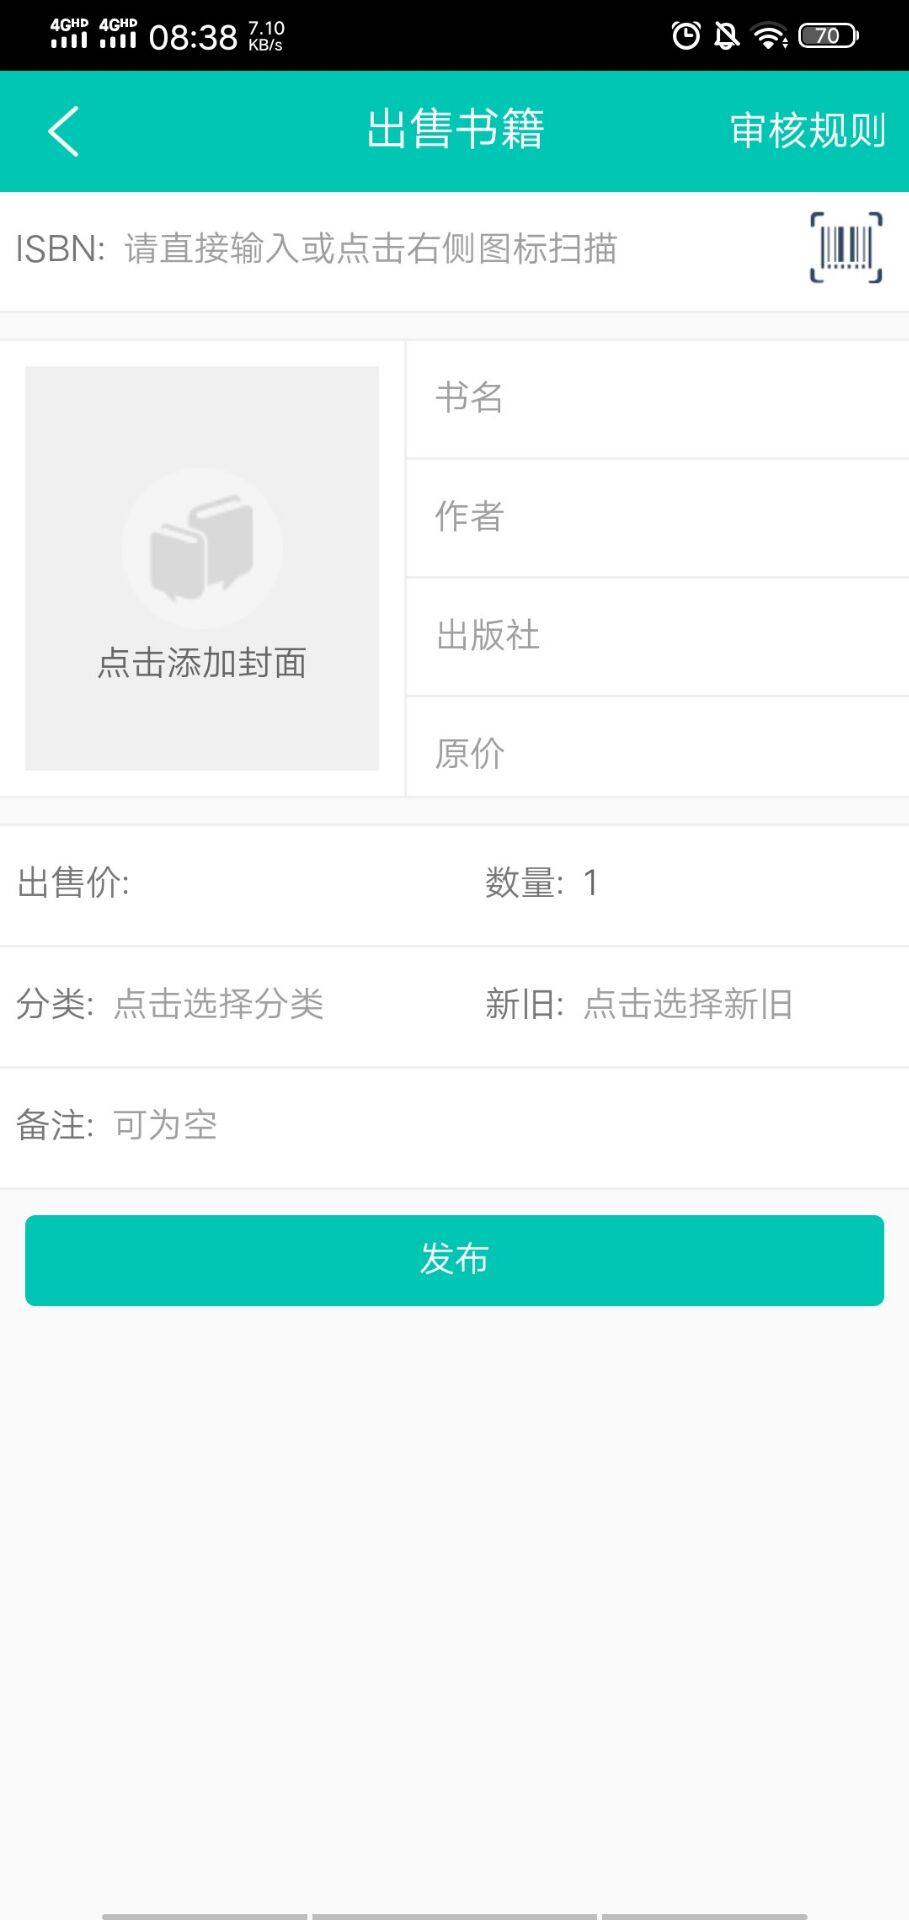 4GHD 4GHD 08:38 7.10 KB/s 70
出售书籍 审核规则
ISBN: 请直接输入或点击右侧图标扫描
书名
作者
出版社
原价
点击添加封面
出售价: 数量: 1
分类: 点击选择分类 新旧: 点击选择新旧
备注: 可为空
发布